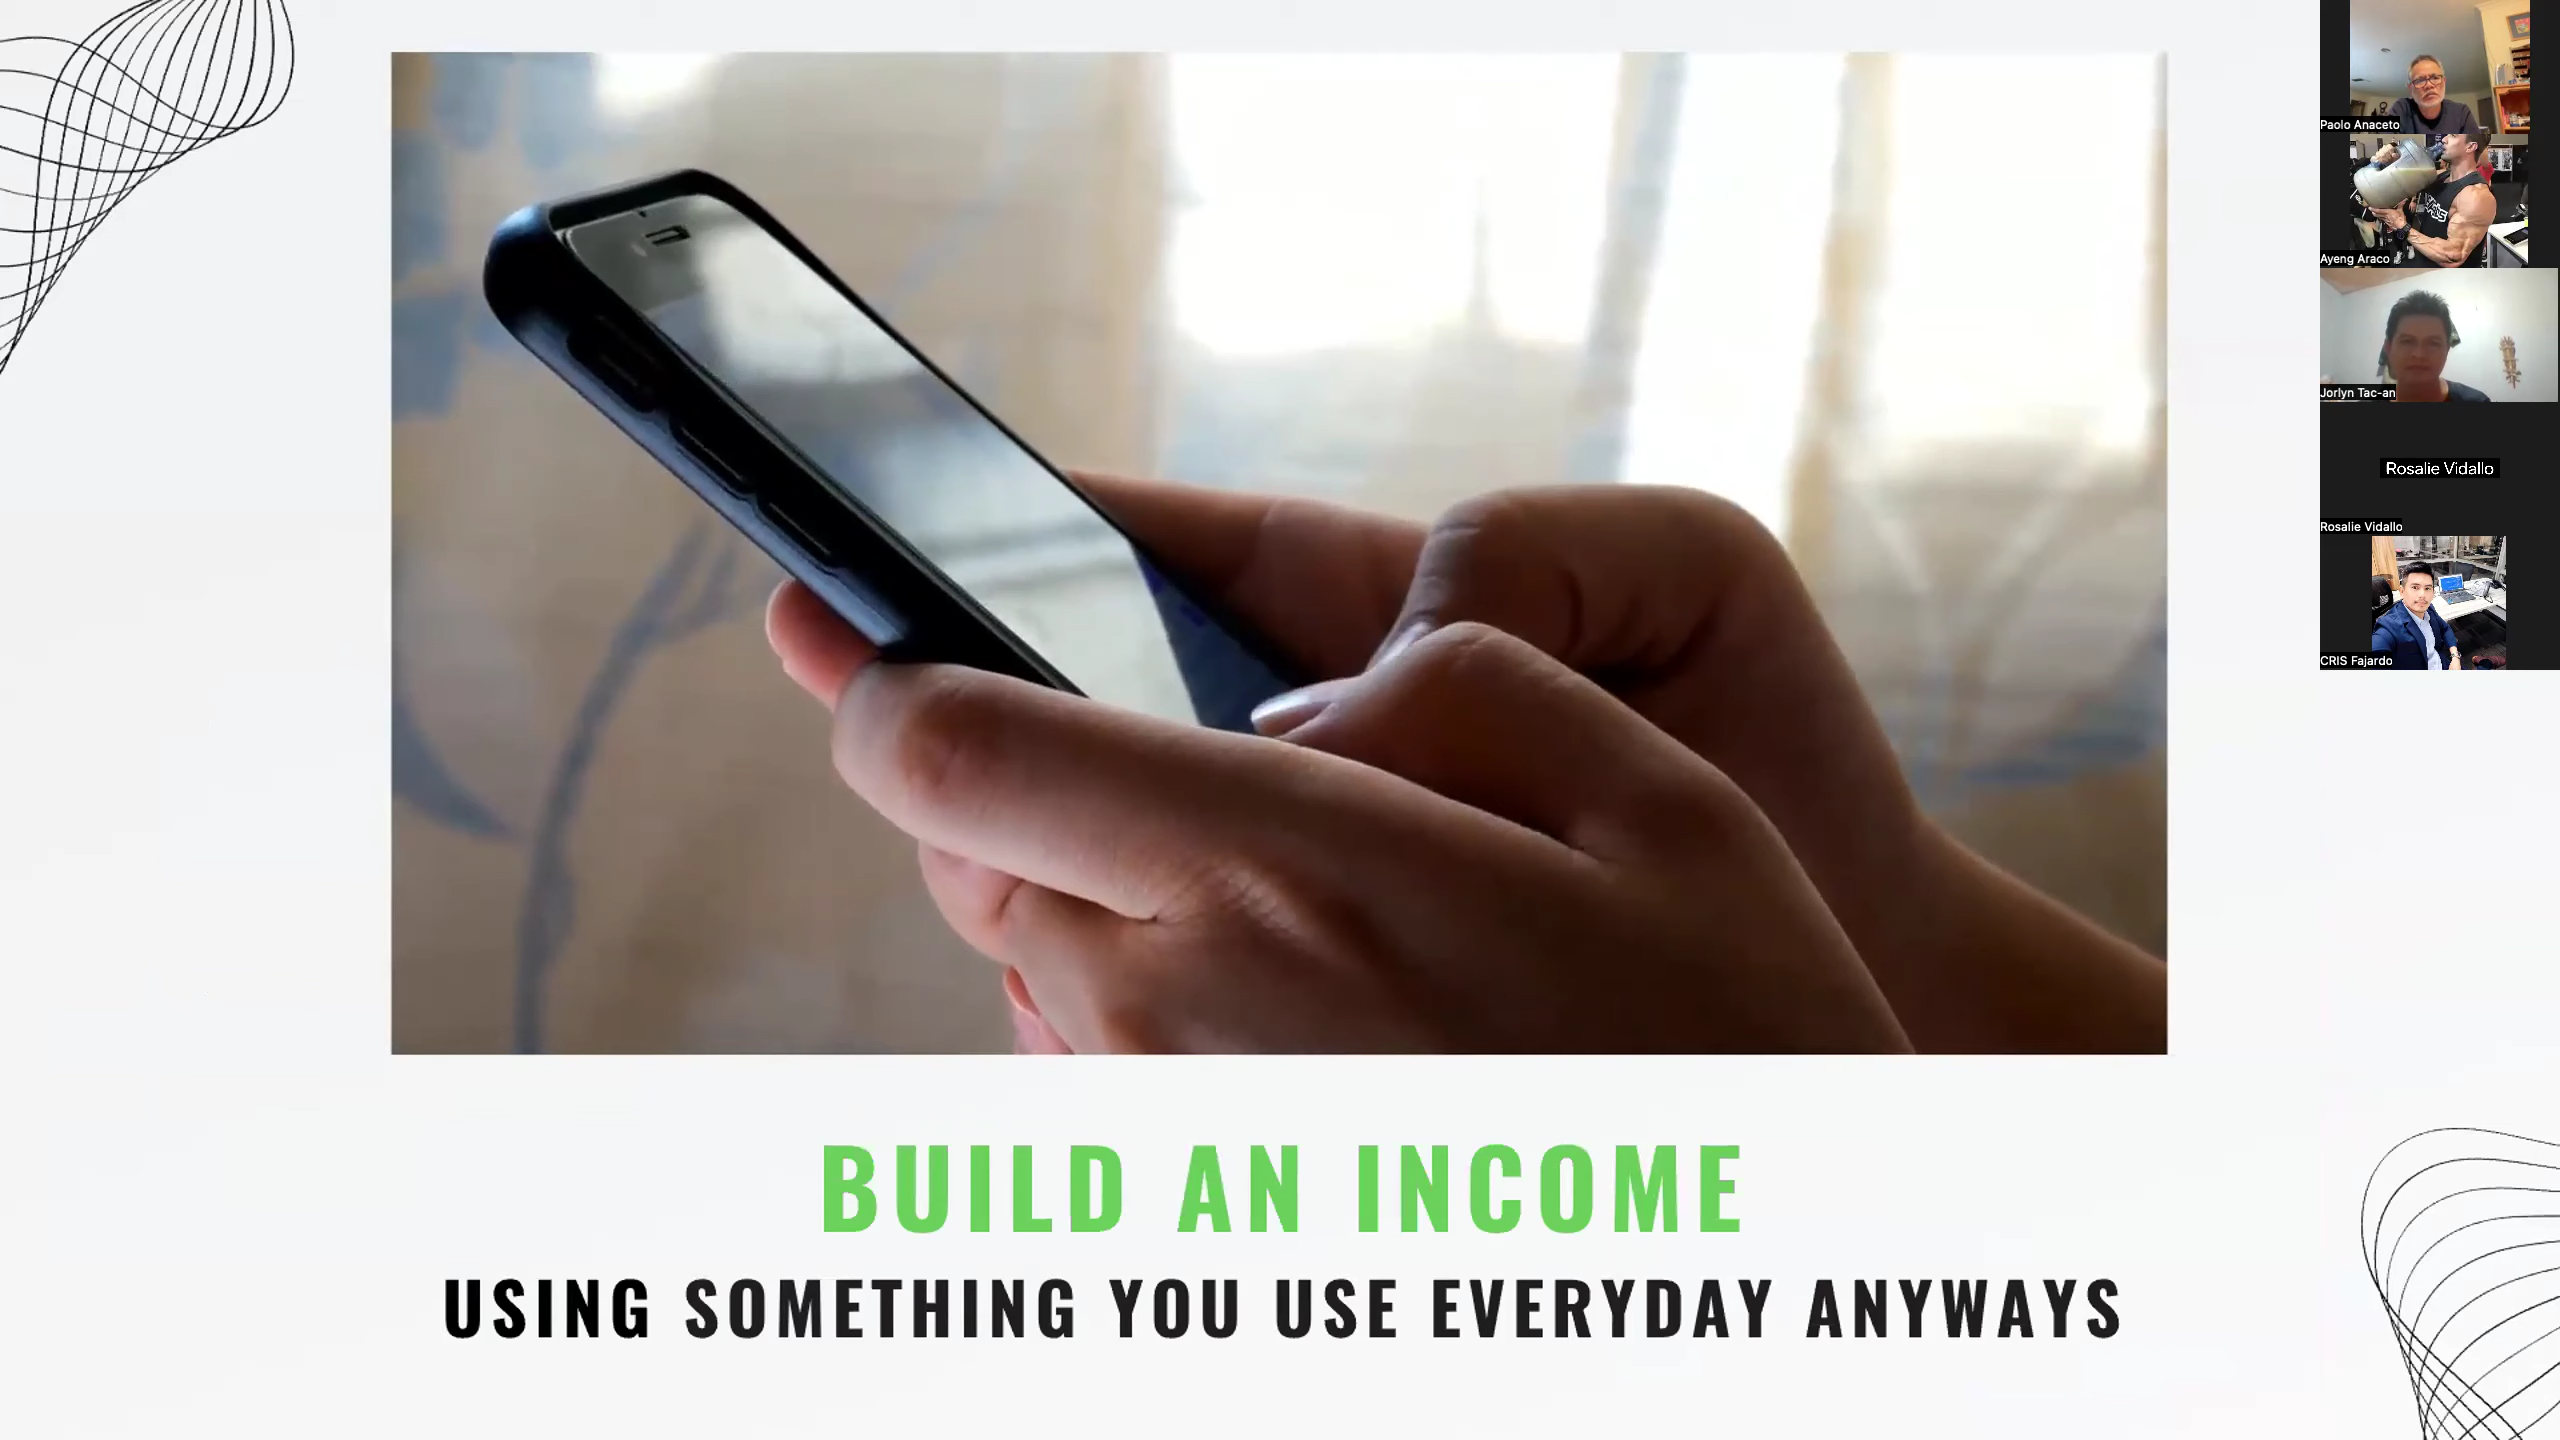 Paolo Anaceto
Ayeng Araco
Jorlyn Tac-an
Rosalie Vidallo
Rosalie Vidallo
CRIS Fajardo
BUILD AN INCOME
USING SOMETHING YOU USE EVERYDAY ANYWAYS